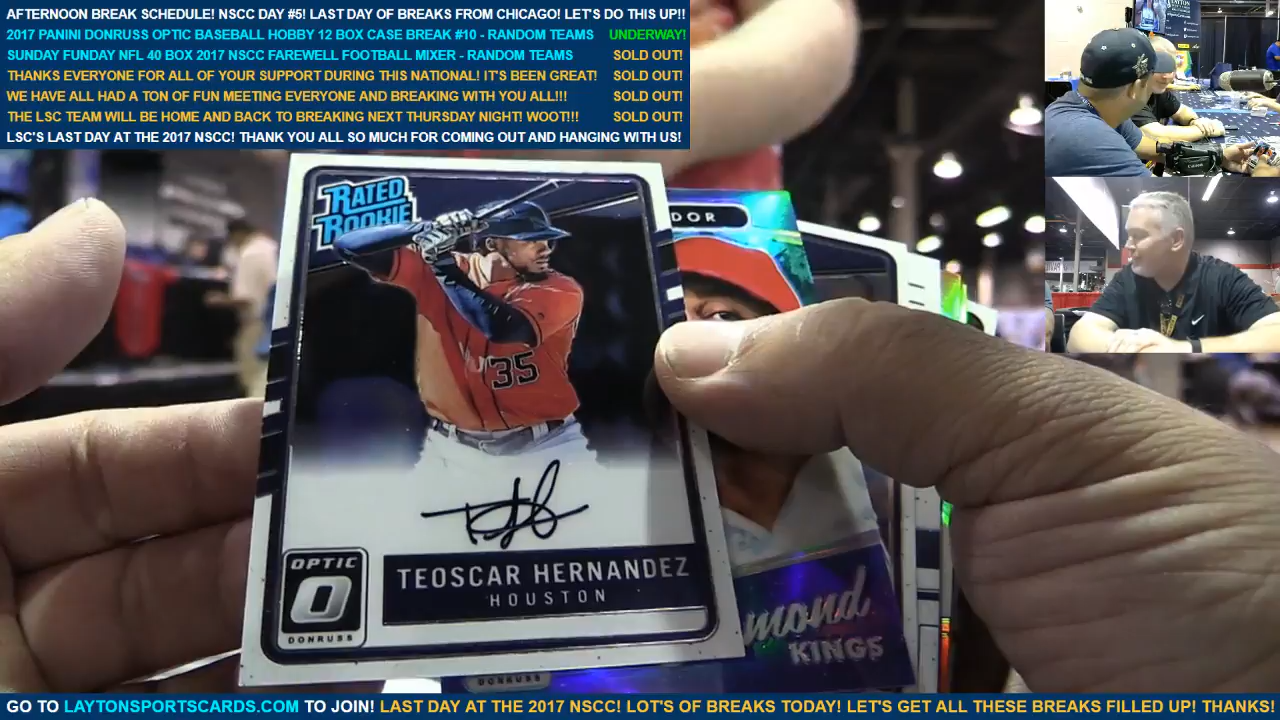 AFTERNOON BREAK SCHEDULE! NSCC DAY #5! LAST DAY OF BREAKS FROM CHICAGO! LET'S DO THIS UP!!
2017 PANINI DONRUSS OPTIC BASEBALL HOBBY 12 BOX CASE BREAK #10 - RANDOM TEAMS UNDERWAY!
SUNDAY FUNDAY NFL 40 BOX 2017 NSCC FAREWELL FOOTBALL MIXER - RANDOM TEAMS SOLD OUT!
THANKS EVERYONE FOR ALL OF YOUR SUPPORT DURING THIS NATIONAL! IT'S BEEN GREAT! SOLD OUT!
WE HAVE ALL HAD A TON OF FUN MEETING EVERYONE AND BREAKING WITH YOU ALL!!! SOLD OUT!
THE LSC TEAM WILL BE HOME AND BACK TO BREAKING NEXT THURSDAY NIGHT! WOOT!!! SOLD OUT!
LSC'S LAST DAY AT THE 2017 NSCC! THANK YOU ALL SO MUCH FOR COMING OUT AND HANGING WITH US!
RATED
ROOKIE
DOR
35
OPTIC
O
DONRUSS
TEOSCAR HERNANDEZ
HOUSTON
mond
KINGS
DONRUSS
GO TO LAYTONSPORTSCARDS.COM TO JOIN! LAST DAY AT THE 2017 NSCC! LOT'S OF BREAKS TODAY! LET'S GET ALL THESE BREAKS FILLED UP! THANKS!